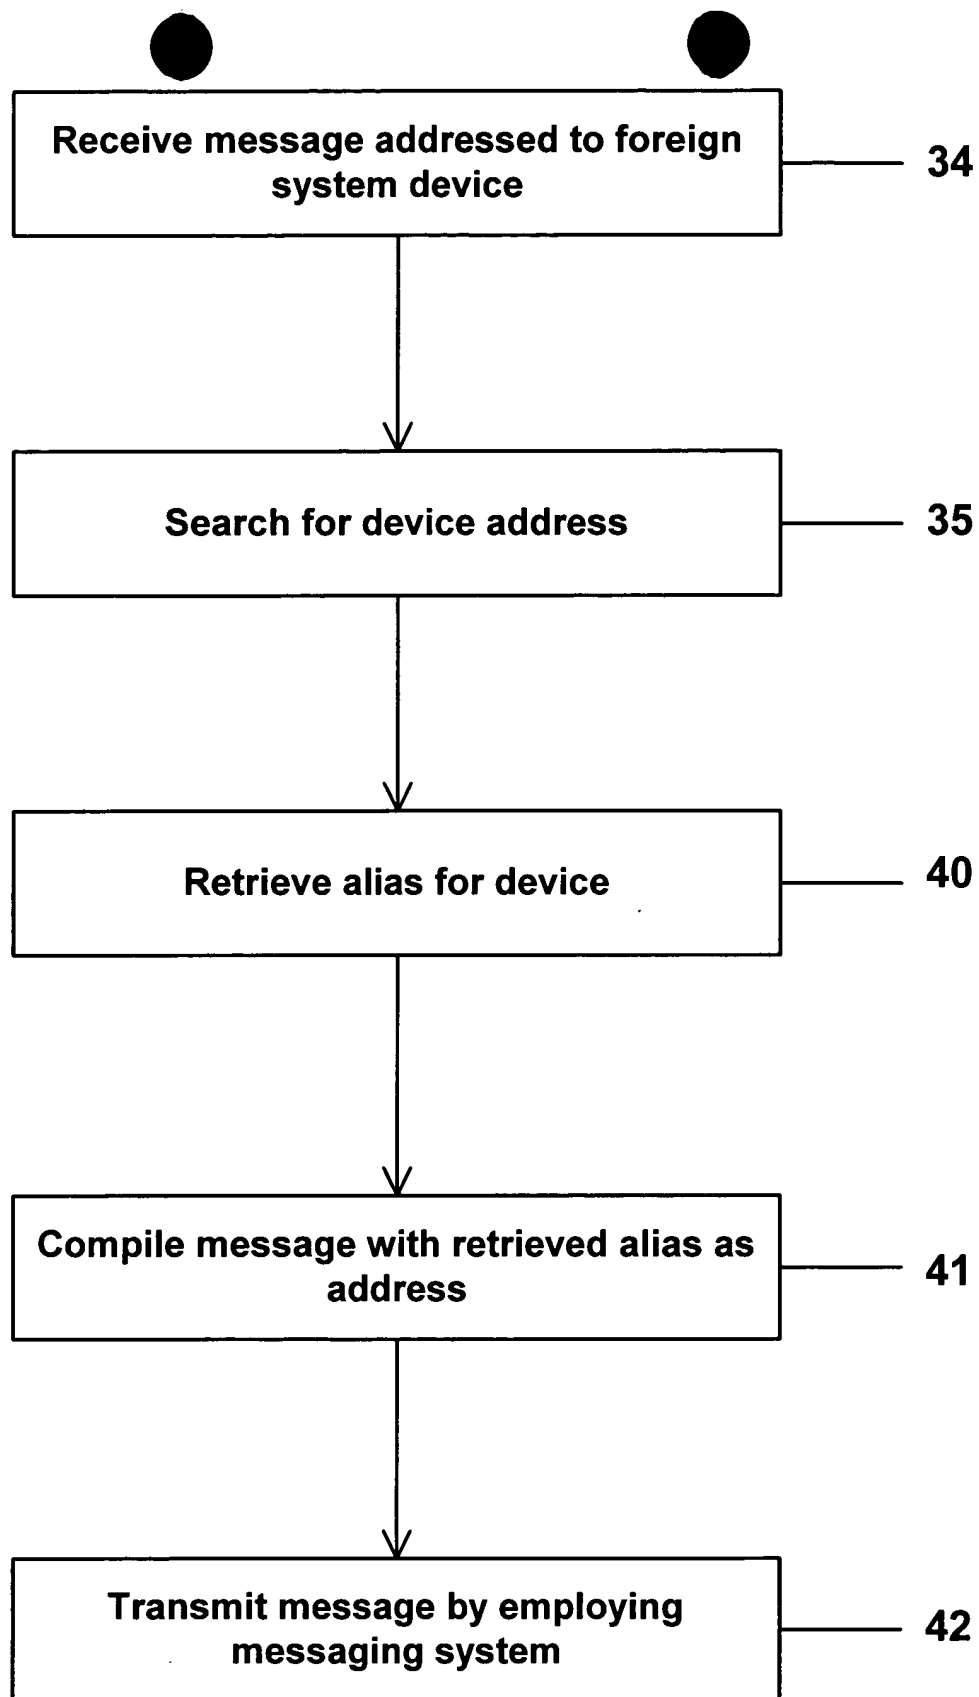 Receive message addressed to foreign
system device
34
Search for device address
35
Retrieve alias for device
40
Compile message with retrieved alias as
address
41
Transmit message by employing
messaging system
42